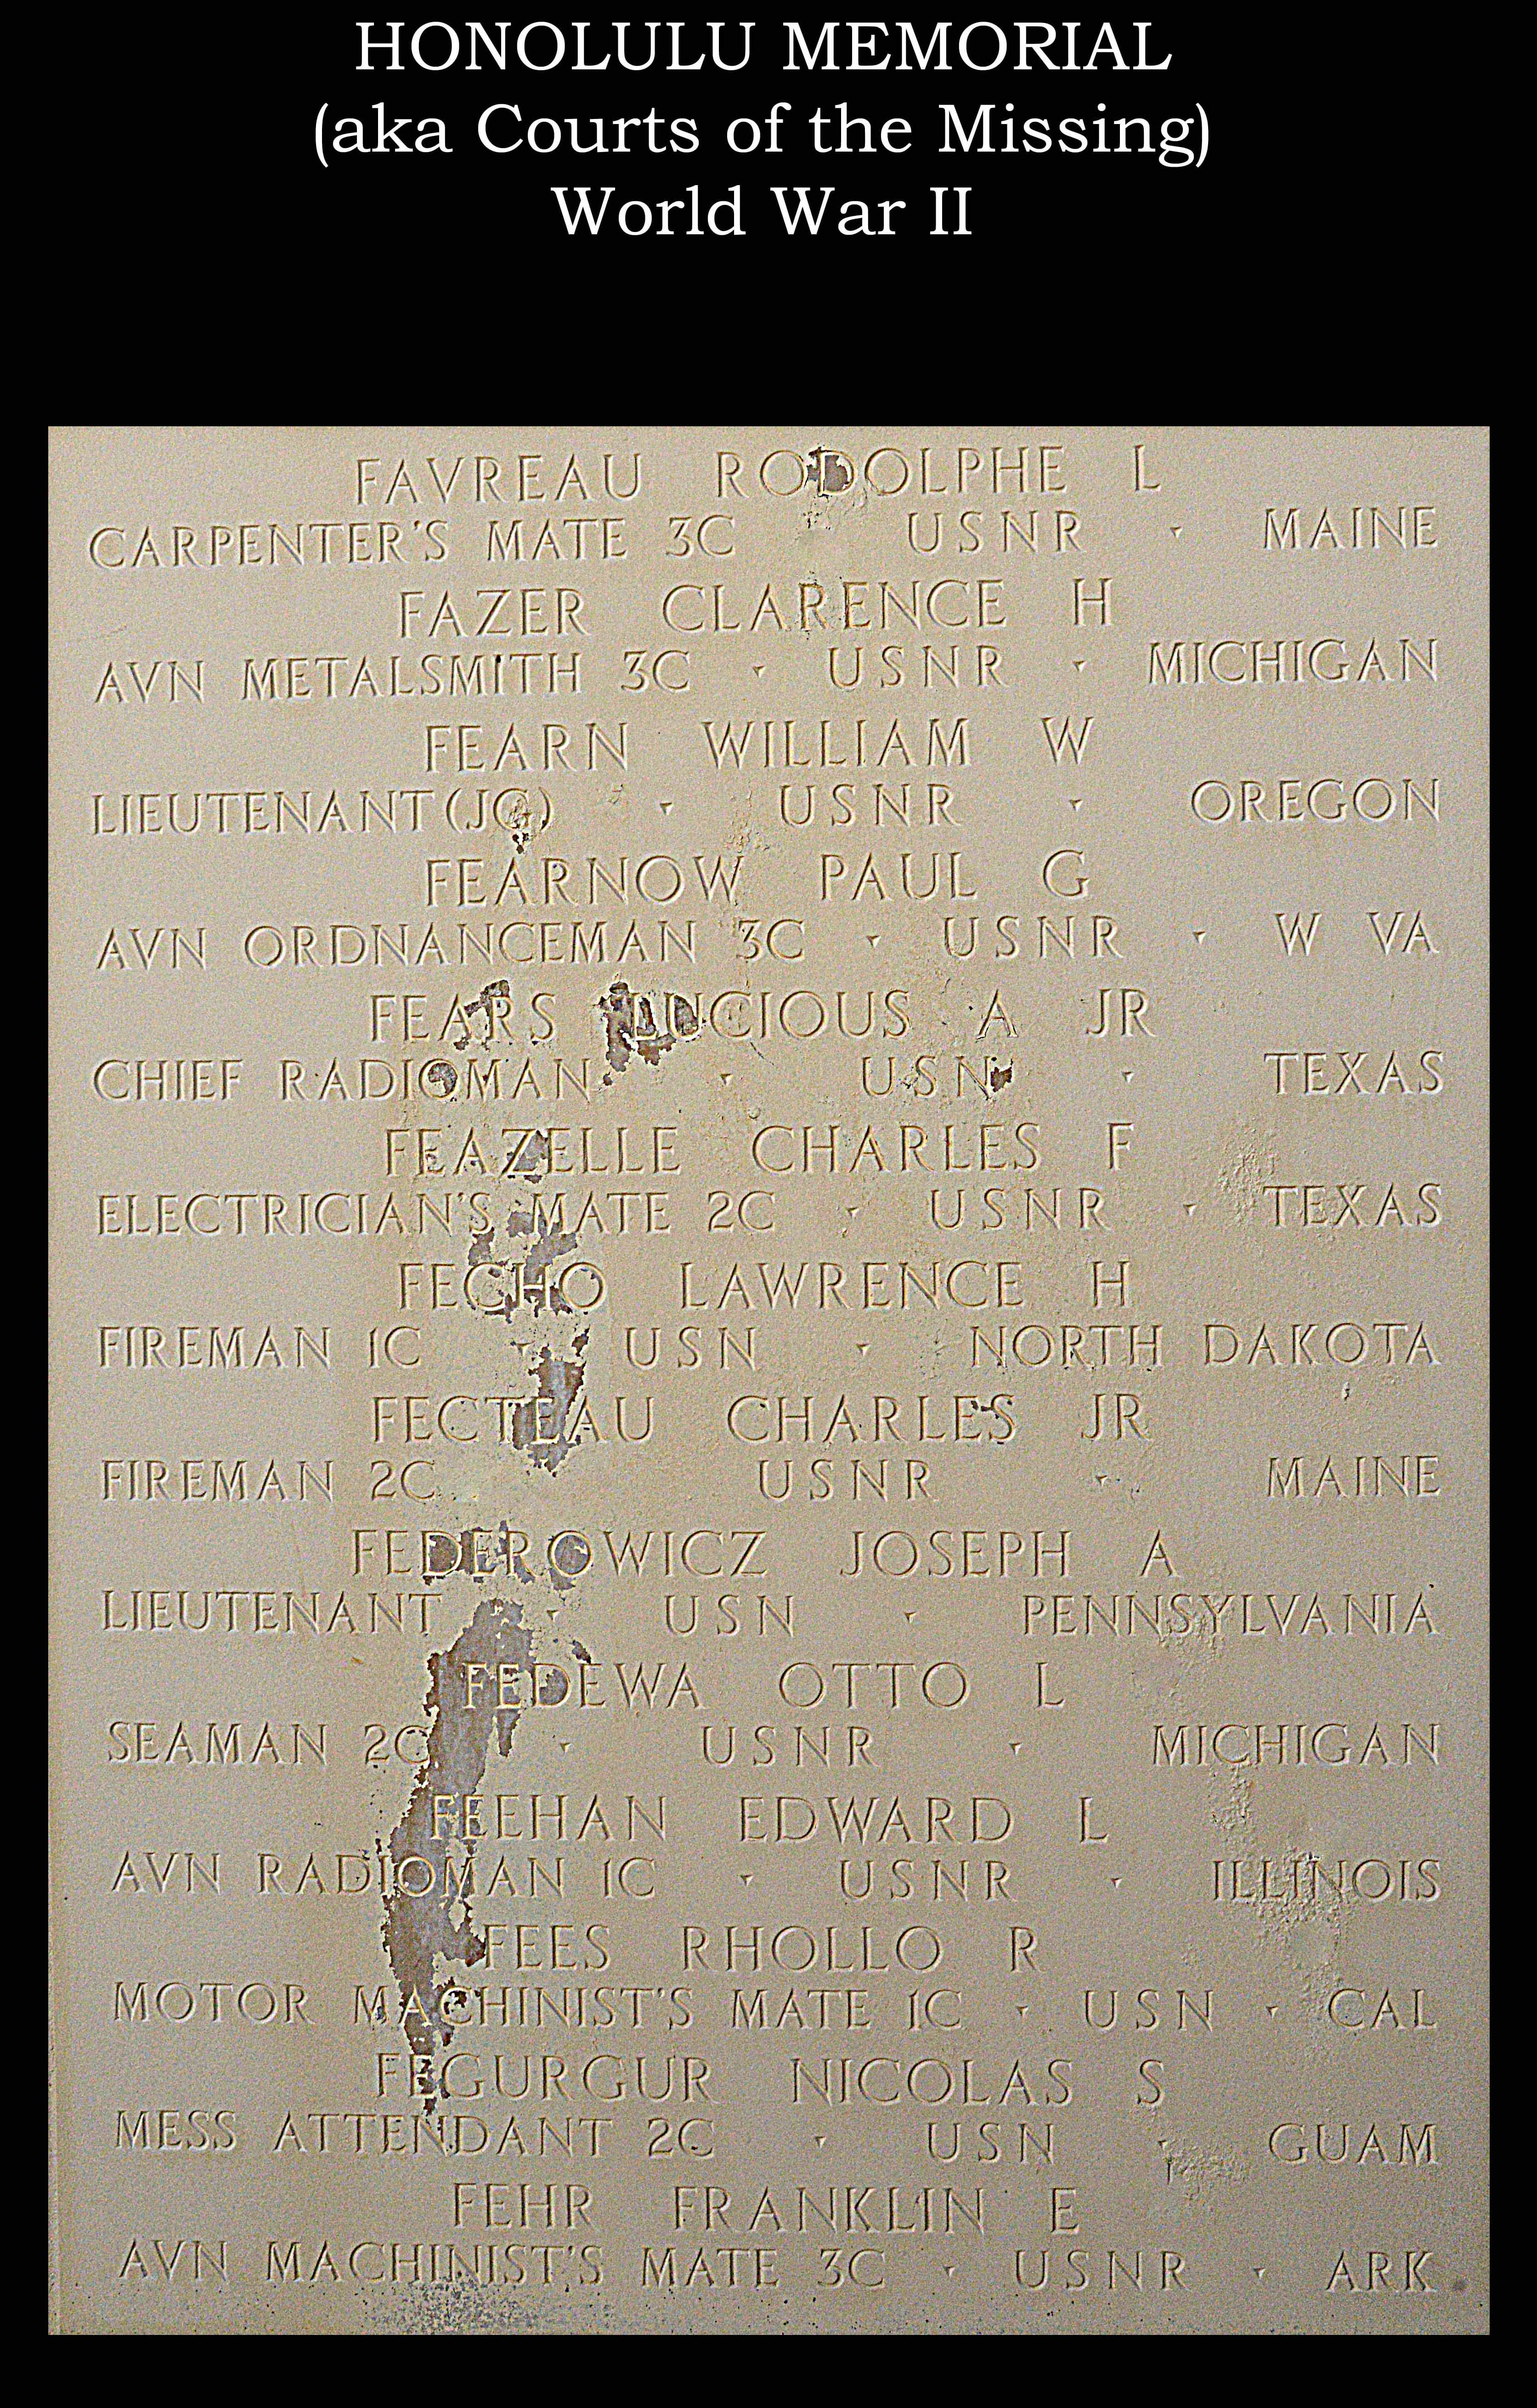 HONOLULU MEMORIAL
(aka Courts of the Missing)
World War II
FAVREAU RODOLPHE L
CARPENTER'S MATE 3C USNR · MAINE
FAZER CLARENCE H
AVN METALSMITH 3C · USNR · MICHIGAN
FEARN WILLIAM W
LIEUTENANT(JG) · USNR · OREGON
FEARNOW PAUL G
AVN ORDNANCEMAN 3C · USNR · W VA
FEARS LUCIOUS A JR
CHIEF RADIOMAN · USN · TEXAS
FEAZELLE CHARLES F
ELECTRICIAN'S MATE 2C · USNR · TEXAS
FECHO LAWRENCE H
FIREMAN 1C · USN · NORTH DAKOTA
FECTEAU CHARLES JR
FIREMAN 2C USNR · MAINE
FEDEROWICZ JOSEPH A
LIEUTENANT · USN · PENNSYLVANIA
FEDEWA OTTO L
SEAMAN 2C · USNR · MICHIGAN
FEEHAN EDWARD L
AVN RADIOMAN 1C · USNR · ILLINOIS
FEES RHOLLO R
MOTOR MACHINIST'S MATE 1C · USN · CAL
FEGURGUR NICOLAS S
MESS ATTENDANT 2C · USN · GUAM
FEHR FRANKLIN E
AVN MACHINIST'S MATE 3C · USNR · ARK